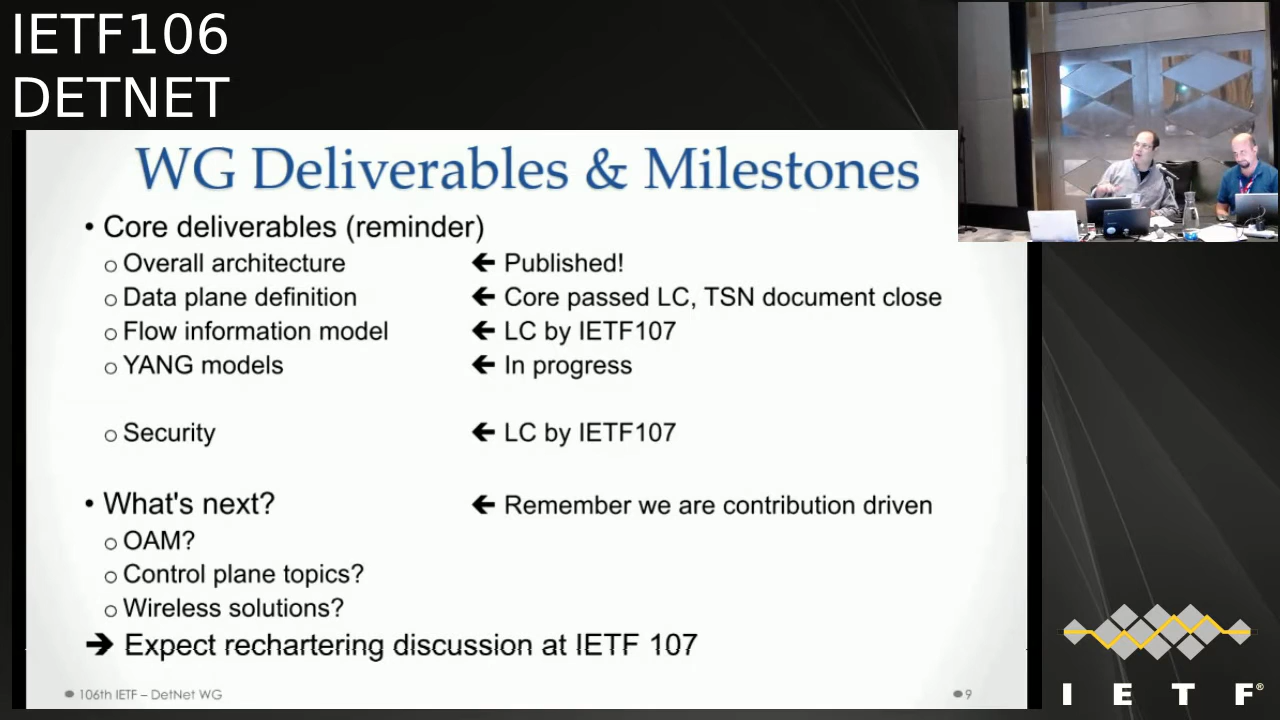 IETF106
DETNET
WG Deliverables & Milestones
• Core deliverables (reminder)
o Overall architecture ← Published!
o Data plane definition ← Core passed LC, TSN document close
o Flow information model ← LC by IETF107
o YANG models ← In progress
o Security ← LC by IETF107
• What's next? ← Remember we are contribution driven
o OAM?
o Control plane topics?
o Wireless solutions?
→ Expect rechartering discussion at IETF 107
106th IETF – DetNet WG 9
I E T F®